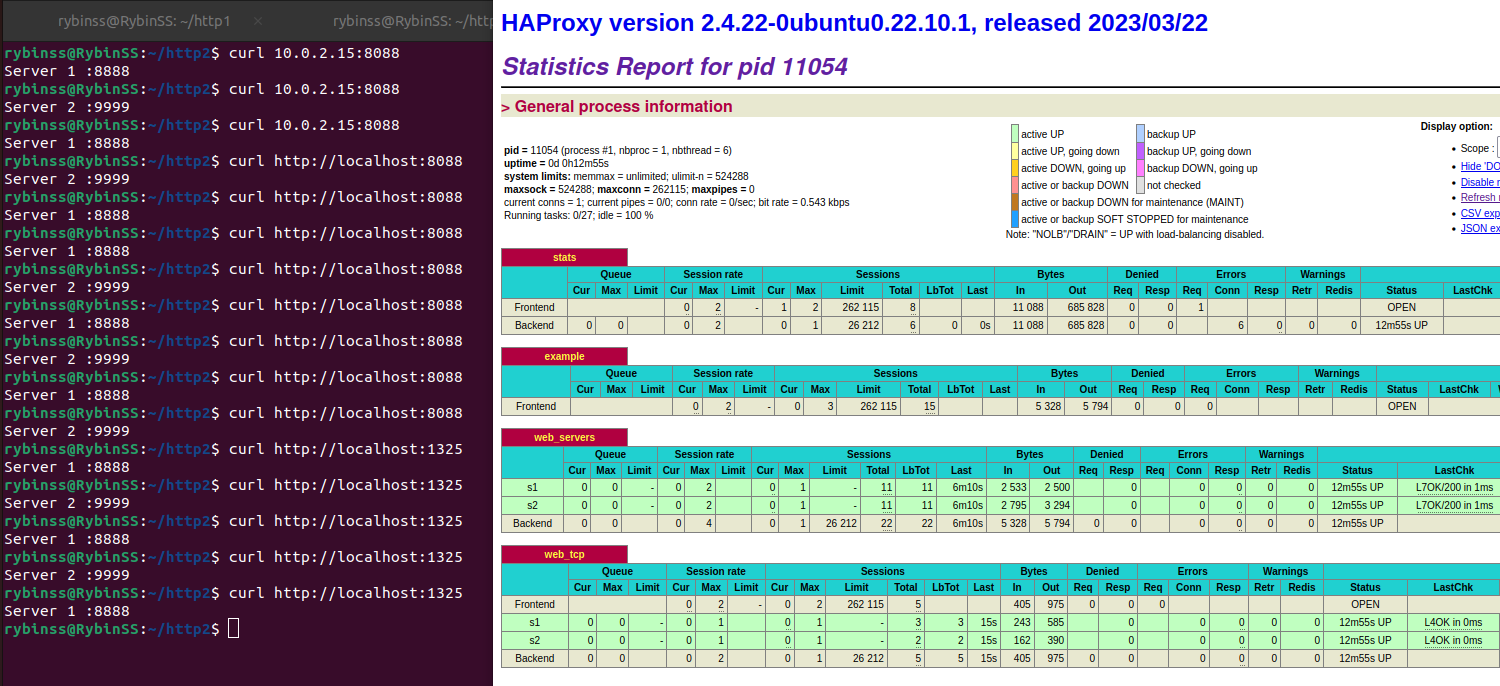 rybinss@RybinSS: ~/http1 × rybinss@RybinSS: ~/http
rybinss@RybinSS:~/http2$ curl 10.0.2.15:8088
Server 1 :8888
rybinss@RybinSS:~/http2$ curl 10.0.2.15:8088
Server 2 :9999
rybinss@RybinSS:~/http2$ curl 10.0.2.15:8088
Server 1 :8888
rybinss@RybinSS:~/http2$ curl http://localhost:8088
Server 2 :9999
rybinss@RybinSS:~/http2$ curl http://localhost:8088
Server 1 :8888
rybinss@RybinSS:~/http2$ curl http://localhost:8088
Server 1 :8888
rybinss@RybinSS:~/http2$ curl http://localhost:8088
Server 2 :9999
rybinss@RybinSS:~/http2$ curl http://localhost:8088
Server 1 :8888
rybinss@RybinSS:~/http2$ curl http://localhost:8088
Server 2 :9999
rybinss@RybinSS:~/http2$ curl http://localhost:8088
Server 1 :8888
rybinss@RybinSS:~/http2$ curl http://localhost:8088
Server 2 :9999
rybinss@RybinSS:~/http2$ curl http://localhost:1325
Server 1 :8888
rybinss@RybinSS:~/http2$ curl http://localhost:1325
Server 2 :9999
rybinss@RybinSS:~/http2$ curl http://localhost:1325
Server 1 :8888
rybinss@RybinSS:~/http2$ curl http://localhost:1325
Server 2 :9999
rybinss@RybinSS:~/http2$ curl http://localhost:1325
Server 1 :8888
rybinss@RybinSS:~/http2$
HAProxy version 2.4.22-0ubuntu0.22.10.1, released 2023/03/22
Statistics Report for pid 11054
> General process information
pid = 11054 (process #1, nbproc = 1, nbthread = 6)
uptime = 0d 0h12m55s
system limits: memmax = unlimited; ulimit-n = 524288
maxsock = 524288; maxconn = 262115; maxpipes = 0
current conns = 1; current pipes = 0/0; conn rate = 0/sec; bit rate = 0.543 kbps
Running tasks: 0/27; idle = 100 %
active UP backup UP
active UP, going down backup UP, going down
active DOWN, going up backup DOWN, going up
active or backup DOWN not checked
active or backup DOWN for maintenance (MAINT)
active or backup SOFT STOPPED for maintenance
Note: "NOLB"/"DRAIN" = UP with load-balancing disabled.
Display option:
• Scope :
• Hide 'DO
• Disable r
• Refresh
• CSV exp
• JSON ex
stats
Queue Session rate Sessions Bytes Denied Errors Warnings
Cur Max Limit Cur Max Limit Cur Max Limit Total LbTot Last In Out Req Resp Req Conn Resp Retr Redis Status LastChk
Frontend 0 2 - 1 2 262 115 8 11 088 685 828 0 0 1 OPEN
Backend 0 0 0 2 0 1 26 212 6 0 0s 11 088 685 828 0 0 6 0 0 0 12m55s UP
example
Queue Session rate Sessions Bytes Denied Errors Warnings
Cur Max Limit Cur Max Limit Cur Max Limit Total LbTot Last In Out Req Resp Req Conn Resp Retr Redis Status LastChk
Frontend 0 2 - 0 3 262 115 15 5 328 5 794 0 0 0 OPEN
web_servers
Queue Session rate Sessions Bytes Denied Errors Warnings
Cur Max Limit Cur Max Limit Cur Max Limit Total LbTot Last In Out Req Resp Req Conn Resp Retr Redis Status LastChk
s1 0 0 - 0 2 0 1 - 11 11 6m10s 2 533 2 500 0 0 0 0 0 12m55s UP L7OK/200 in 1ms
s2 0 0 - 0 2 0 1 - 11 11 6m10s 2 795 3 294 0 0 0 0 0 12m55s UP L7OK/200 in 1ms
Backend 0 0 0 4 0 1 26 212 22 22 6m10s 5 328 5 794 0 0 0 0 0 0 12m55s UP
web_tcp
Queue Session rate Sessions Bytes Denied Errors Warnings
Cur Max Limit Cur Max Limit Cur Max Limit Total LbTot Last In Out Req Resp Req Conn Resp Retr Redis Status LastChk
Frontend 0 2 - 0 2 262 115 5 405 975 0 0 0 OPEN
s1 0 0 - 0 1 0 1 - 3 3 15s 243 585 0 0 0 0 0 12m55s UP L4OK in 0ms
s2 0 0 - 0 1 0 1 - 2 2 15s 162 390 0 0 0 0 0 12m55s UP L4OK in 0ms
Backend 0 0 0 2 0 1 26 212 5 5 15s 405 975 0 0 0 0 0 0 12m55s UP